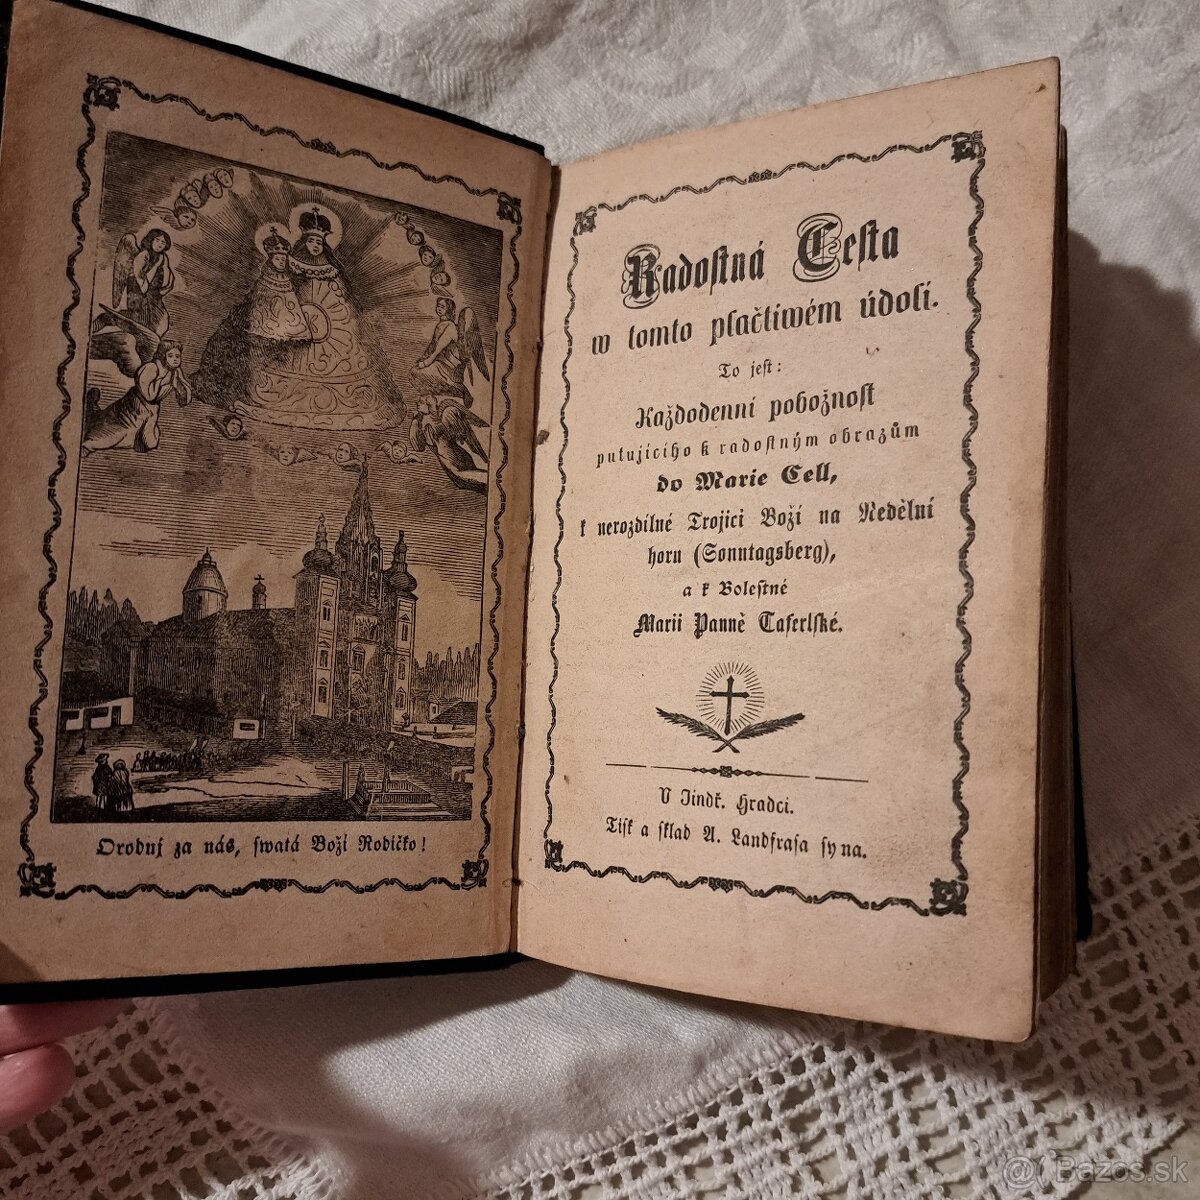 Oroduj za nás, swatá Boží Rodičko!
Radostná Cesta
w tomto plačtiwém údolí.
To jest:
Každodenní pobožnost
putujícího k radostným obrazům
do Marie Cell,
k nerozdílné Trojici Boží na Nedělní
horu (Sonntagsberg),
a k Bolestné
Marii Panně Taferlské.
V Jindř. Hradci.
Tisk a sklad A. Landfrasa syna.
@ Bazos.sk